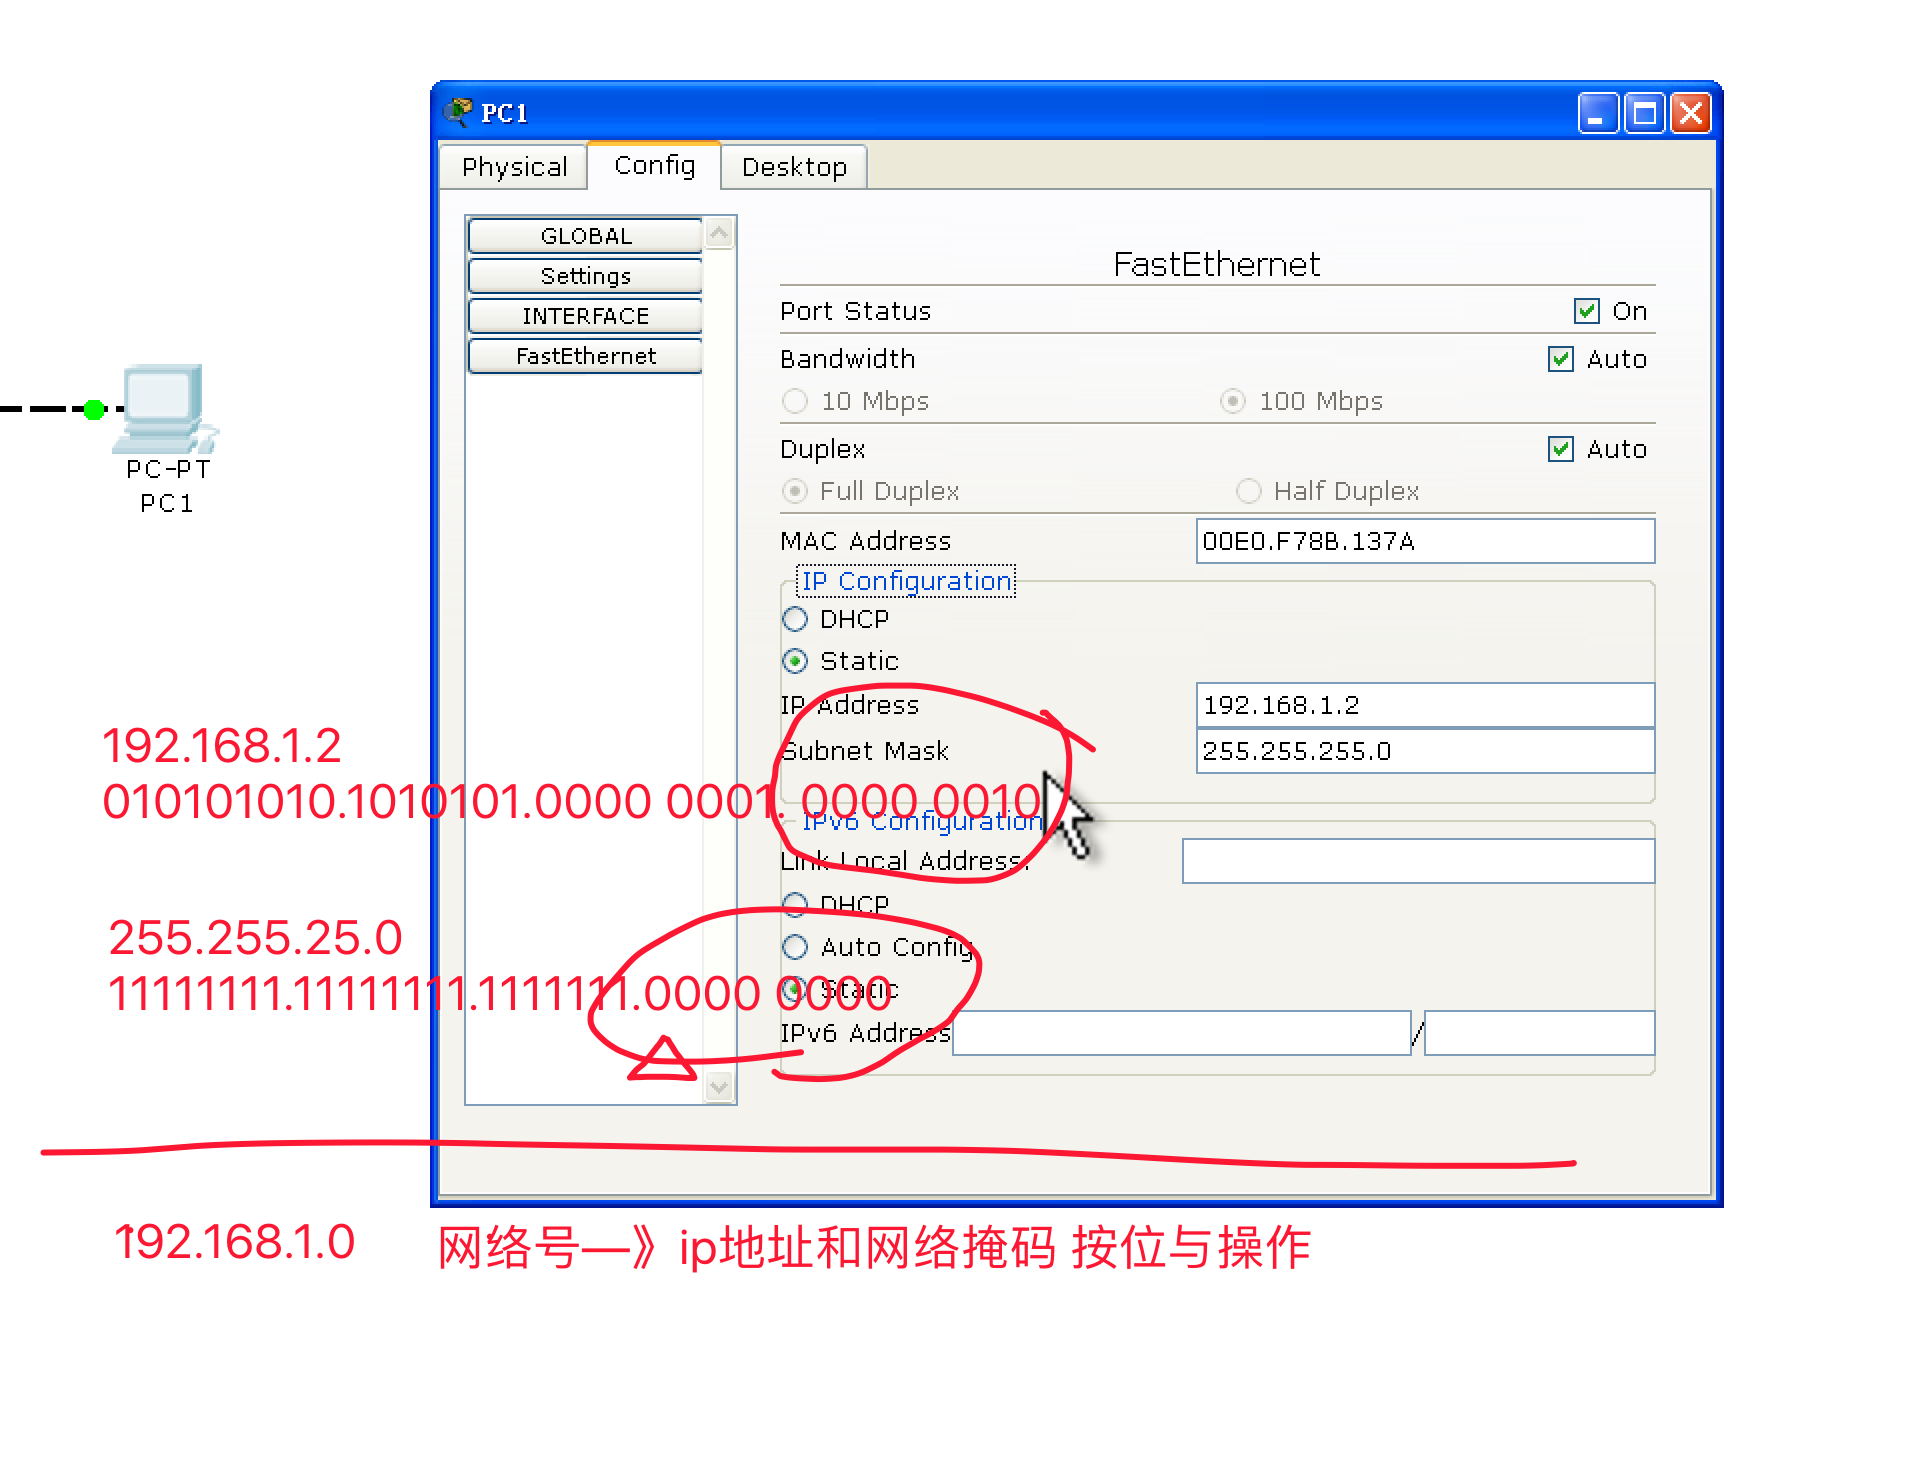 PC1
Physical Config Desktop
GLOBAL
Settings
INTERFACE
FastEthernet
FastEthernet
Port Status On
Bandwidth Auto
10 Mbps 100 Mbps
Duplex Auto
Full Duplex Half Duplex
MAC Address 00E0.F78B.137A
IP Configuration
DHCP
Static
IP Address 192.168.1.2
Subnet Mask 255.255.255.0
IPv6 Configuration
Link Local Address:
DHCP
Auto Config
Static
IPv6 Address /
PC-PT
PC1
192.168.1.2
010101010.1010101.0000 0001. 0000 0010
255.255.25.0
11111111.11111111.1111111.0000 0000
192.168.1.0 网络号—》ip地址和网络掩码 按位与操作